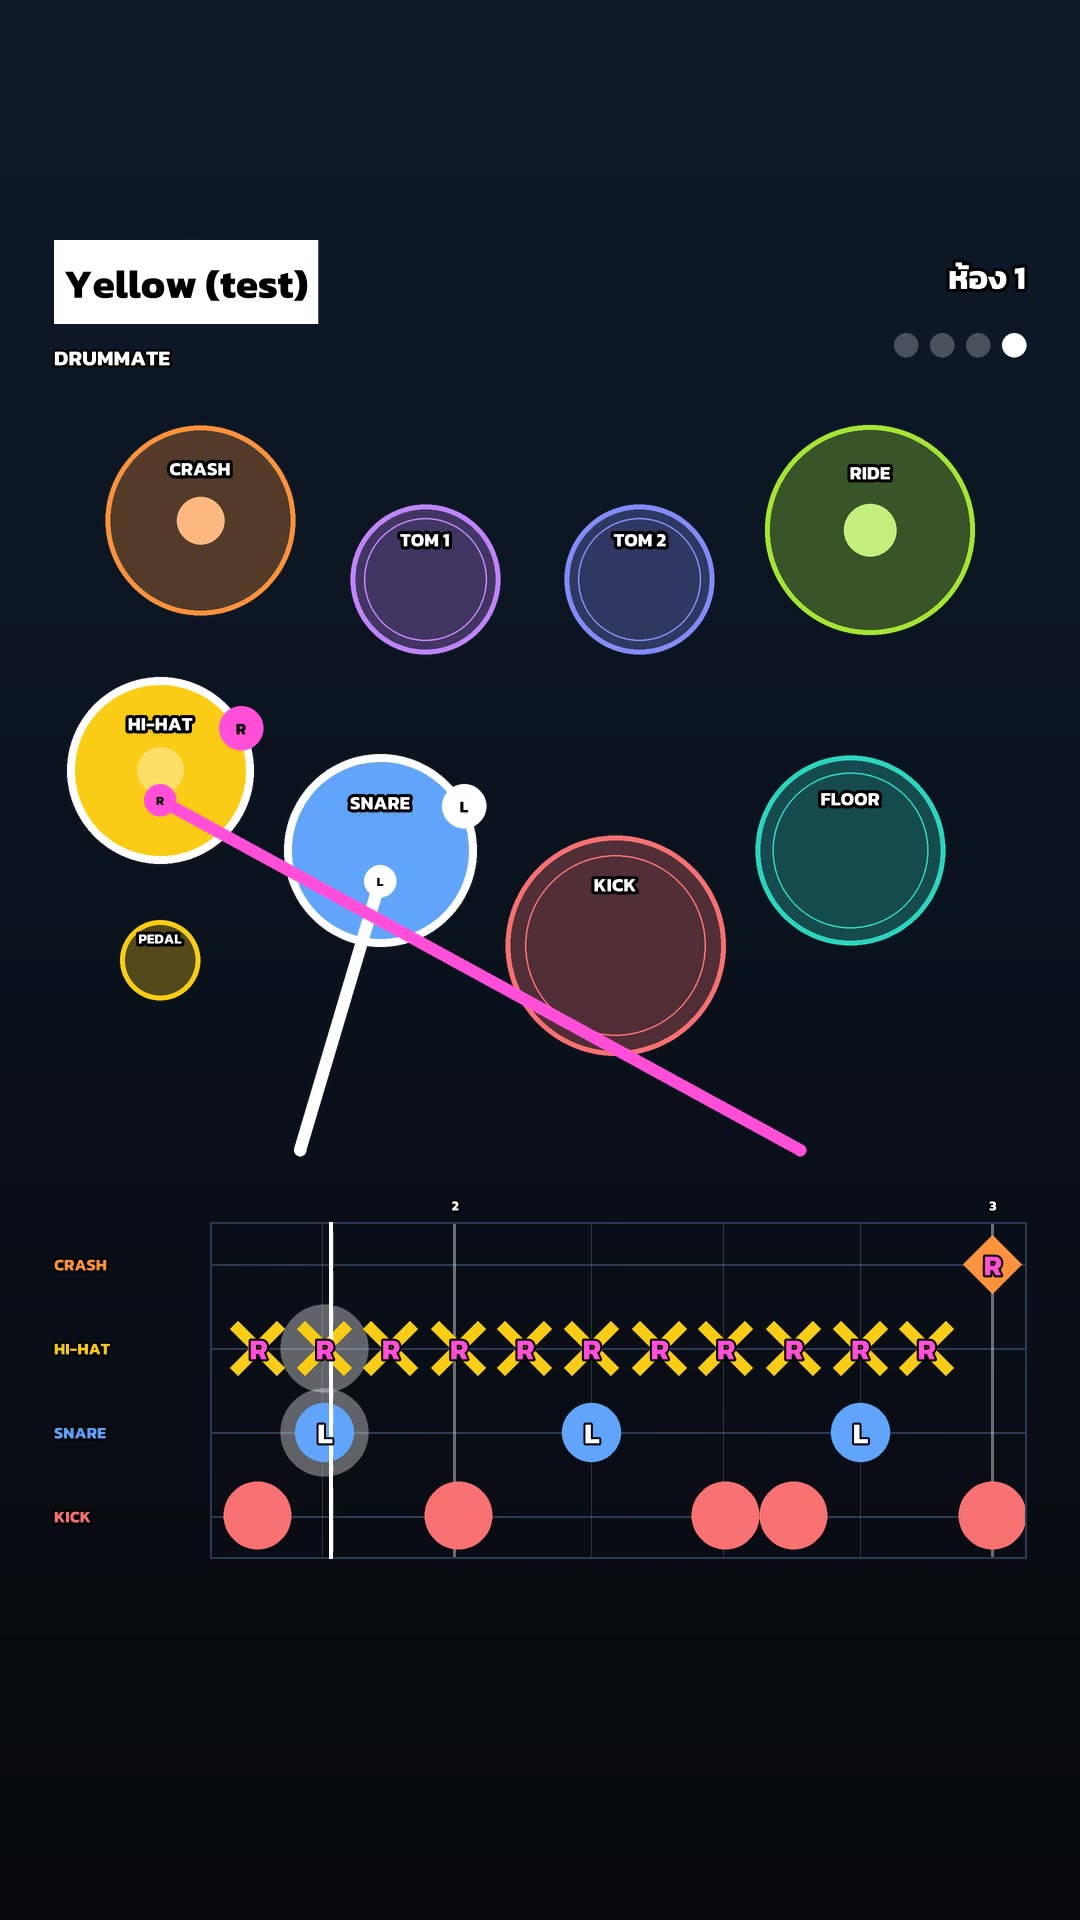 Yellow (test)
ห้อง 1
DRUMMATE
CRASH
RIDE
TOM 1
TOM 2
HI-HAT
R
R
SNARE
L
L
FLOOR
KICK
PEDAL
2
3
CRASH
R
HI-HAT
R R R R R R R R R R R
SNARE
L L L
KICK